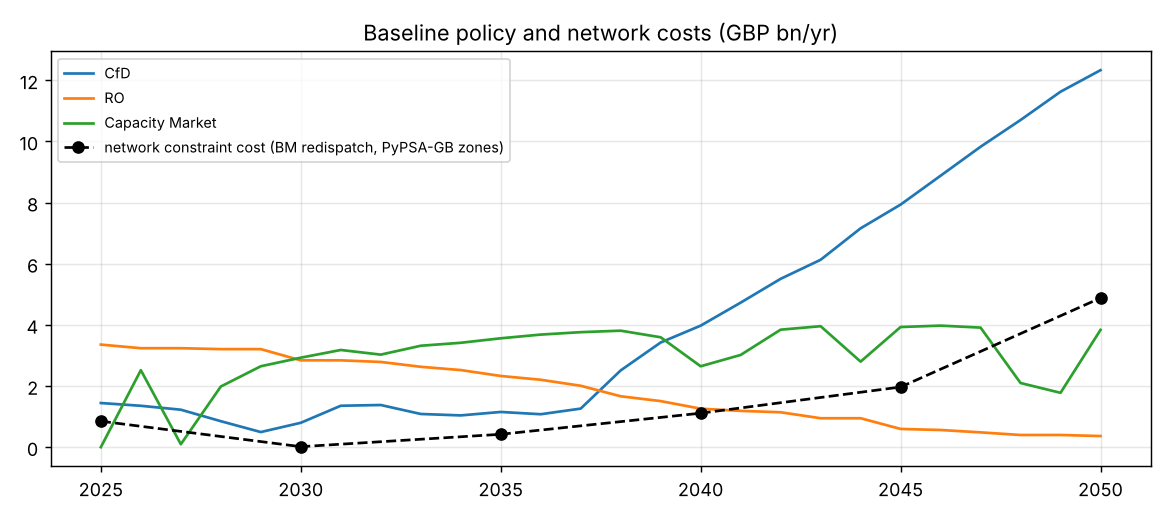 Baseline policy and network costs (GBP bn/yr)
CfD
RO
Capacity Market
network constraint cost (BM redispatch, PyPSA-GB zones)
12
10
8
6
4
2
0
2025 2030 2035 2040 2045 2050